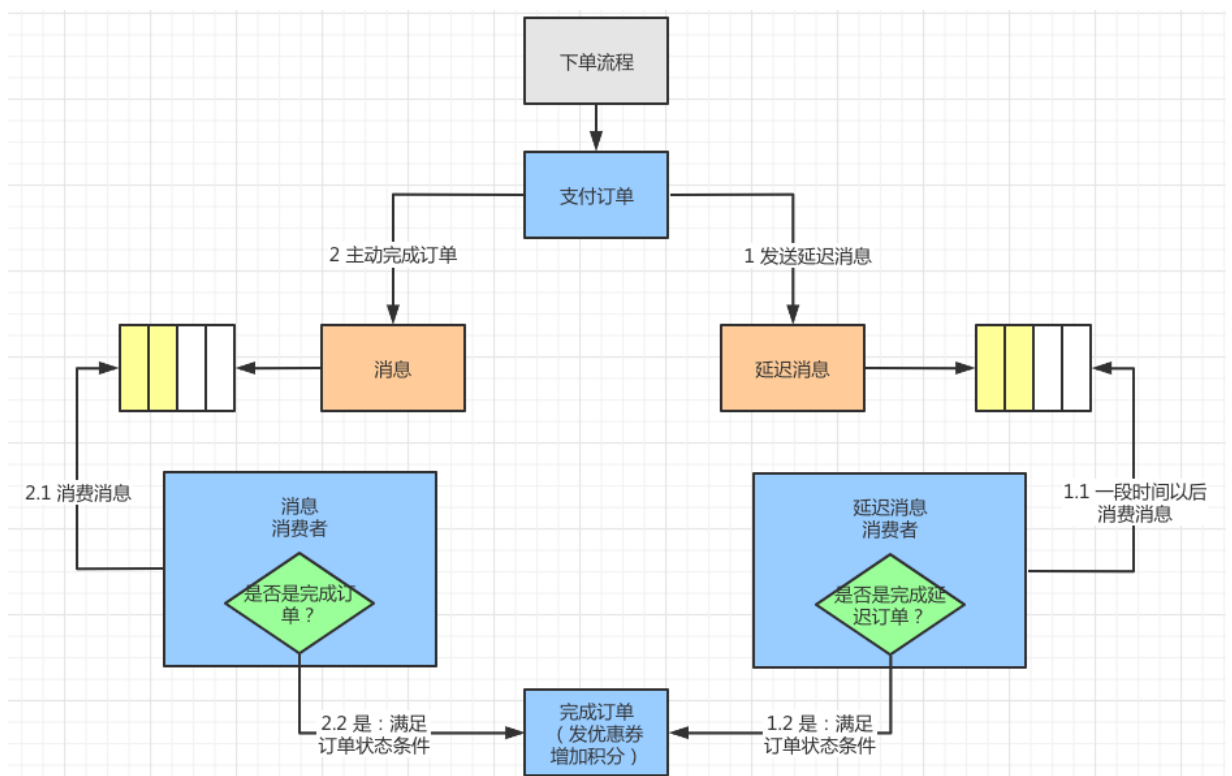 下单流程
支付订单
2 主动完成订单
1 发送延迟消息
消息
延迟消息
2.1 消费消息
消息
消费者
是否是完成订
单？
延迟消息
消费者
是否是完成延
迟订单？
1.1 一段时间以后
消费消息
2.2 是：满足
订单状态条件
完成订单
（发优惠券
增加积分）
1.2 是：满足
订单状态条件